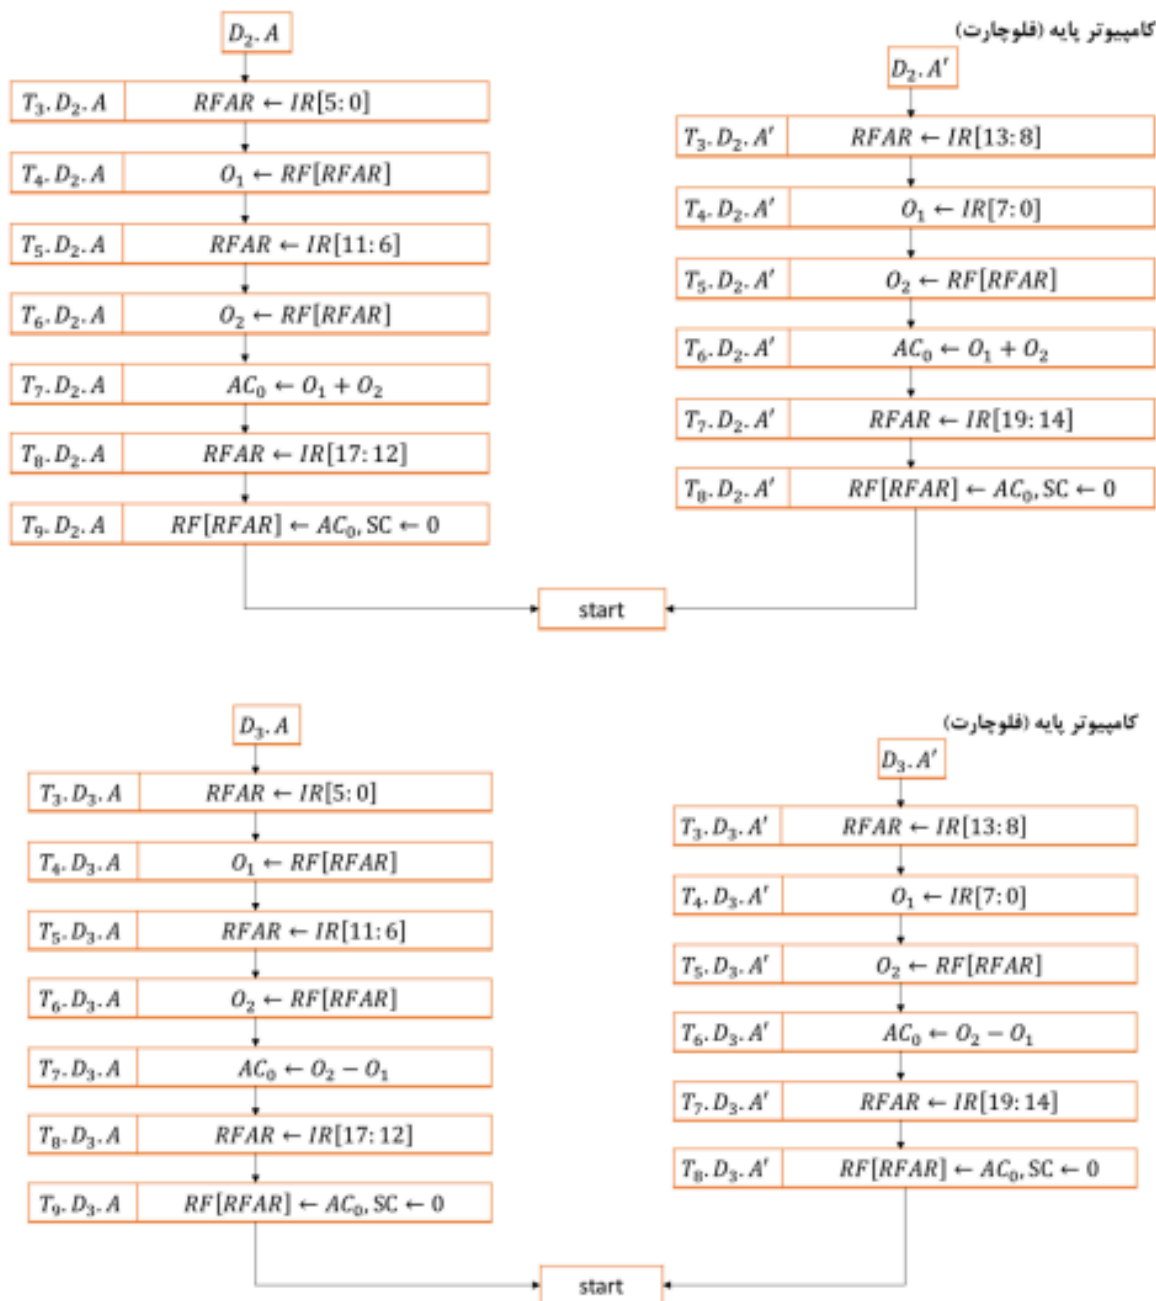 کامپیوتر پایه (فلوچارت)
D₂.A
T₃.D₂.A RFAR ← IR[5:0]
T₄.D₂.A O₁ ← RF[RFAR]
T₅.D₂.A RFAR ← IR[11:6]
T₆.D₂.A O₂ ← RF[RFAR]
T₇.D₂.A AC₀ ← O₁ + O₂
T₈.D₂.A RFAR ← IR[17:12]
T₉.D₂.A RF[RFAR] ← AC₀, SC ← 0
D₂.A′
T₃.D₂.A′ RFAR ← IR[13:8]
T₄.D₂.A′ O₁ ← IR[7:0]
T₅.D₂.A′ O₂ ← RF[RFAR]
T₆.D₂.A′ AC₀ ← O₁ + O₂
T₇.D₂.A′ RFAR ← IR[19:14]
T₈.D₂.A′ RF[RFAR] ← AC₀, SC ← 0
start
کامپیوتر پایه (فلوچارت)
D₃.A
T₃.D₃.A RFAR ← IR[5:0]
T₄.D₃.A O₁ ← RF[RFAR]
T₅.D₃.A RFAR ← IR[11:6]
T₆.D₃.A O₂ ← RF[RFAR]
T₇.D₃.A AC₀ ← O₂ − O₁
T₈.D₃.A RFAR ← IR[17:12]
T₉.D₃.A RF[RFAR] ← AC₀, SC ← 0
D₃.A′
T₃.D₃.A′ RFAR ← IR[13:8]
T₄.D₃.A′ O₁ ← IR[7:0]
T₅.D₃.A′ O₂ ← RF[RFAR]
T₆.D₃.A′ AC₀ ← O₂ − O₁
T₇.D₃.A′ RFAR ← IR[19:14]
T₈.D₃.A′ RF[RFAR] ← AC₀, SC ← 0
start